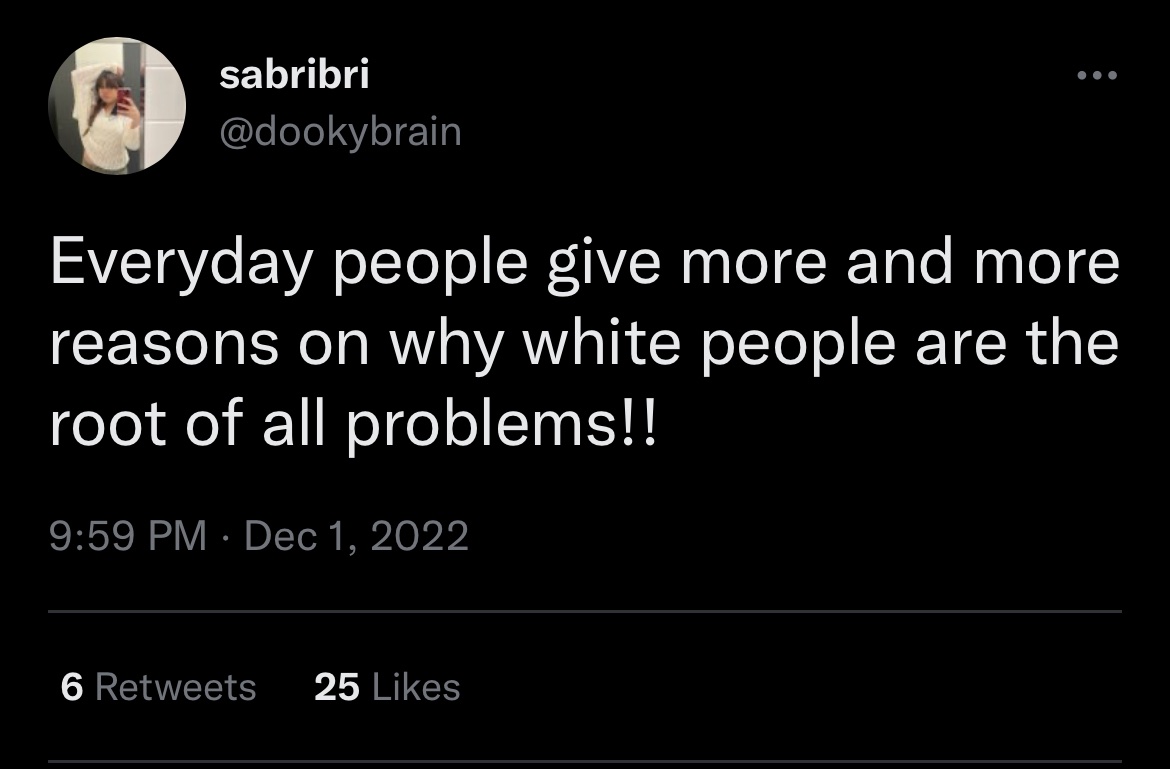 sabribri
@dookybrain
Everyday people give more and more
reasons on why white people are the
root of all problems!!
9:59 PM · Dec 1, 2022
6 Retweets 25 Likes